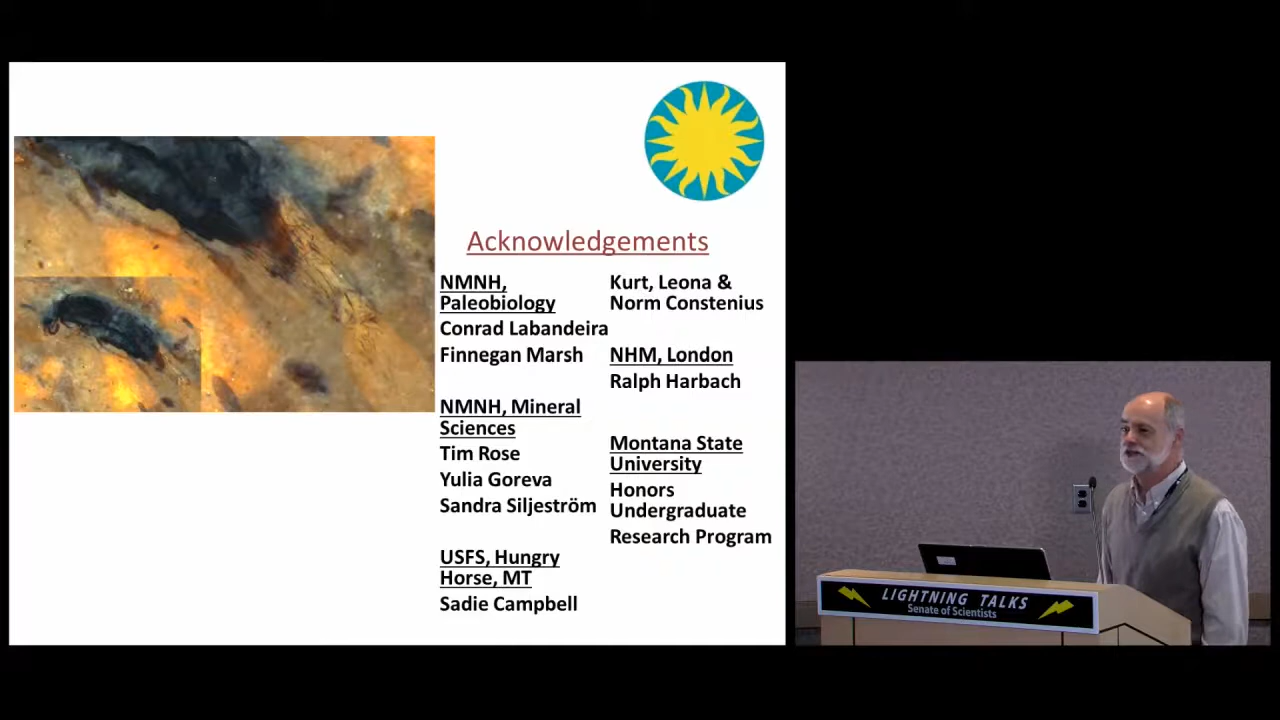 Acknowledgements
NMNH,
Paleobiology
Conrad Labandeira
Finnegan Marsh
NMNH, Mineral
Sciences
Tim Rose
Yulia Goreva
Sandra Siljeström
USFS, Hungry
Horse, MT
Sadie Campbell
Kurt, Leona &
Norm Constenius
NHM, London
Ralph Harbach
Montana State
University
Honors
Undergraduate
Research Program
LIGHTNING TALKS
Senate of Scientists